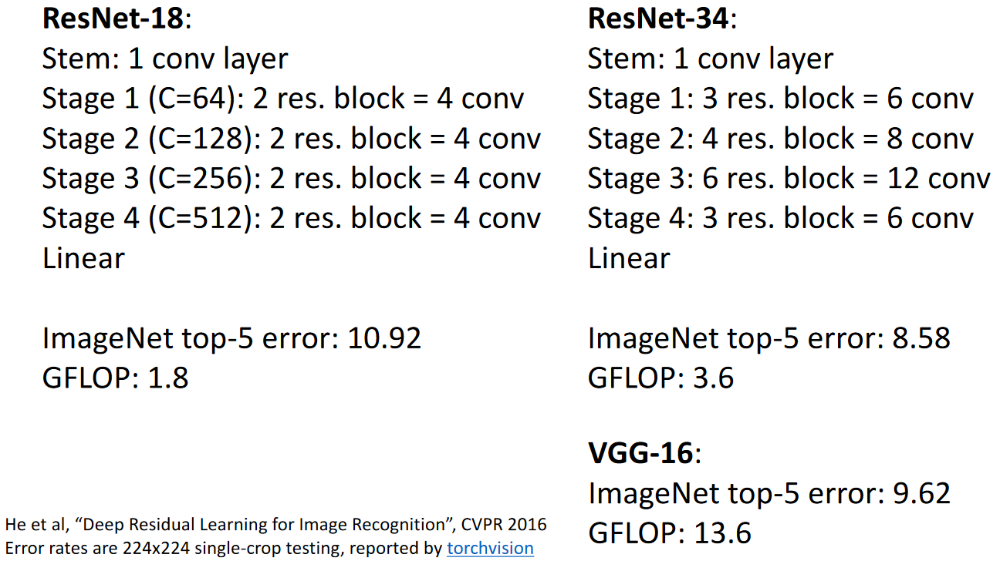 ResNet-18:
Stem: 1 conv layer
Stage 1 (C=64): 2 res. block = 4 conv
Stage 2 (C=128): 2 res. block = 4 conv
Stage 3 (C=256): 2 res. block = 4 conv
Stage 4 (C=512): 2 res. block = 4 conv
Linear
ImageNet top-5 error: 10.92
GFLOP: 1.8
ResNet-34:
Stem: 1 conv layer
Stage 1: 3 res. block = 6 conv
Stage 2: 4 res. block = 8 conv
Stage 3: 6 res. block = 12 conv
Stage 4: 3 res. block = 6 conv
Linear
ImageNet top-5 error: 8.58
GFLOP: 3.6
VGG-16:
ImageNet top-5 error: 9.62
GFLOP: 13.6
He et al, “Deep Residual Learning for Image Recognition”, CVPR 2016
Error rates are 224x224 single-crop testing, reported by torchvision